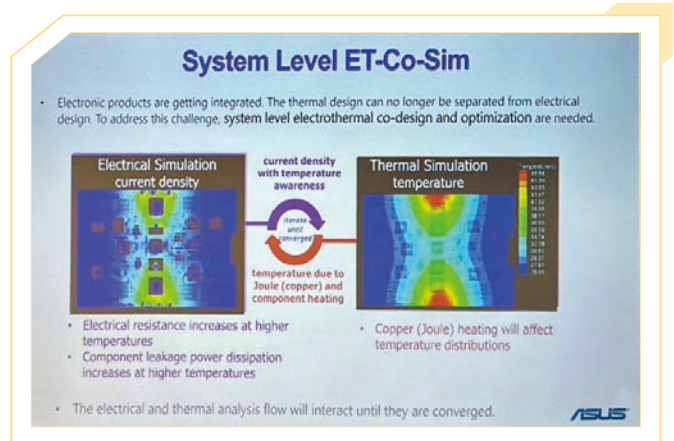 System Level ET-Co-Sim
• Electronic products are getting integrated. The thermal design can no longer be separated from electrical
design. To address this challenge, system level electrothermal co-design and optimization are needed.
Electrical Simulation
current density
current density
with temperature
awareness
iterate
until
converged
temperature due to
Joule (copper) and
component heating
Thermal Simulation
temperature
• Electrical resistance increases at higher
temperatures
• Component leakage power dissipation
increases at higher temperatures
• Copper (Joule) heating will affect
temperature distributions
• The electrical and thermal analysis flow will interact until they are converged.
ASUS